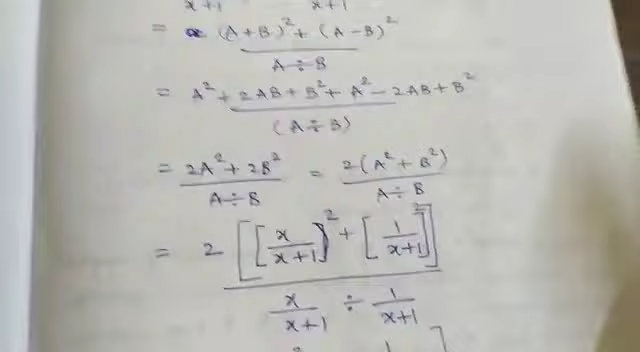 x+1 x+1
= (A+B)² + (A-B)² / A÷B
= A² + 2AB + B² + A² - 2AB + B² / (A÷B)
= 2A² + 2B² / A÷B = 2(A² + B²) / A÷B
= 2 [[x/x+1]² + [1/x+1]²] / x/x+1 ÷ 1/x+1